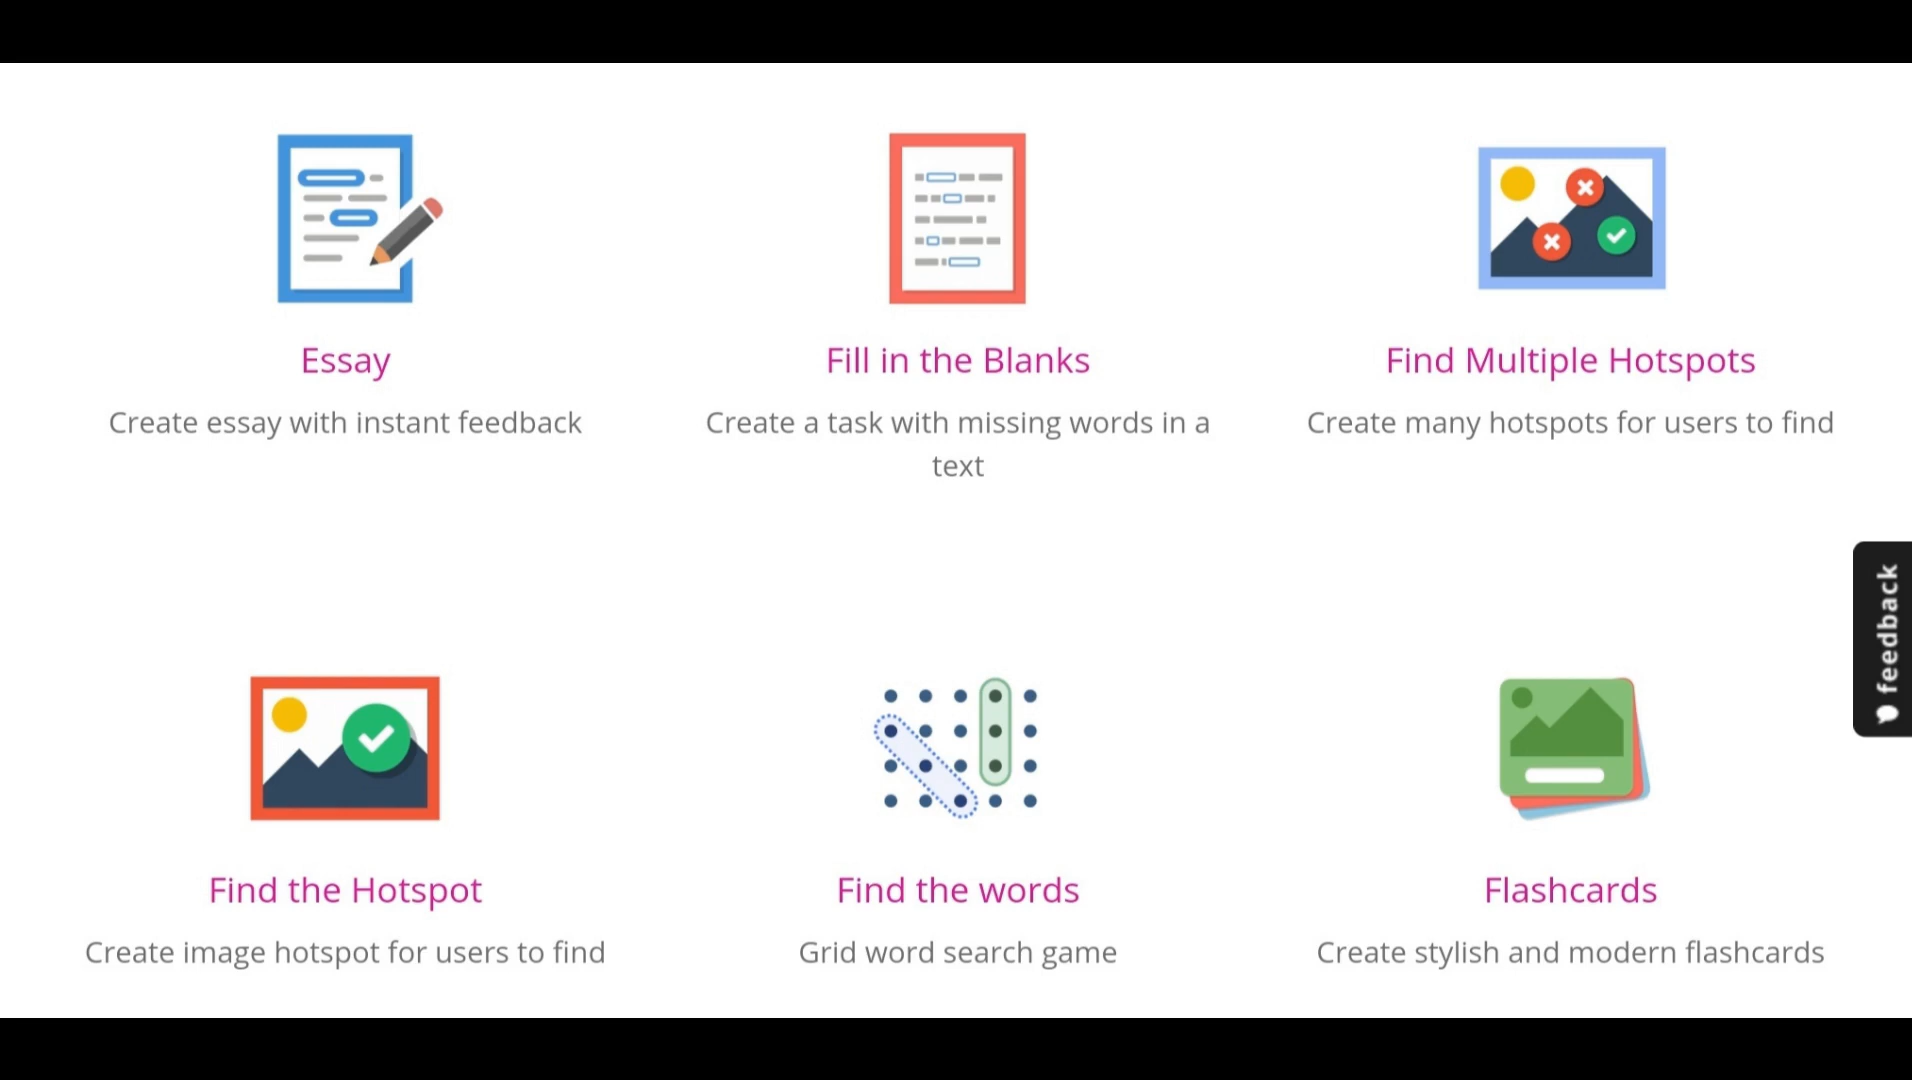 Essay
Create essay with instant feedback
Fill in the Blanks
Create a task with missing words in a
text
Find Multiple Hotspots
Create many hotspots for users to find
feedback
Find the Hotspot
Create image hotspot for users to find
Find the words
Grid word search game
Flashcards
Create stylish and modern flashcards